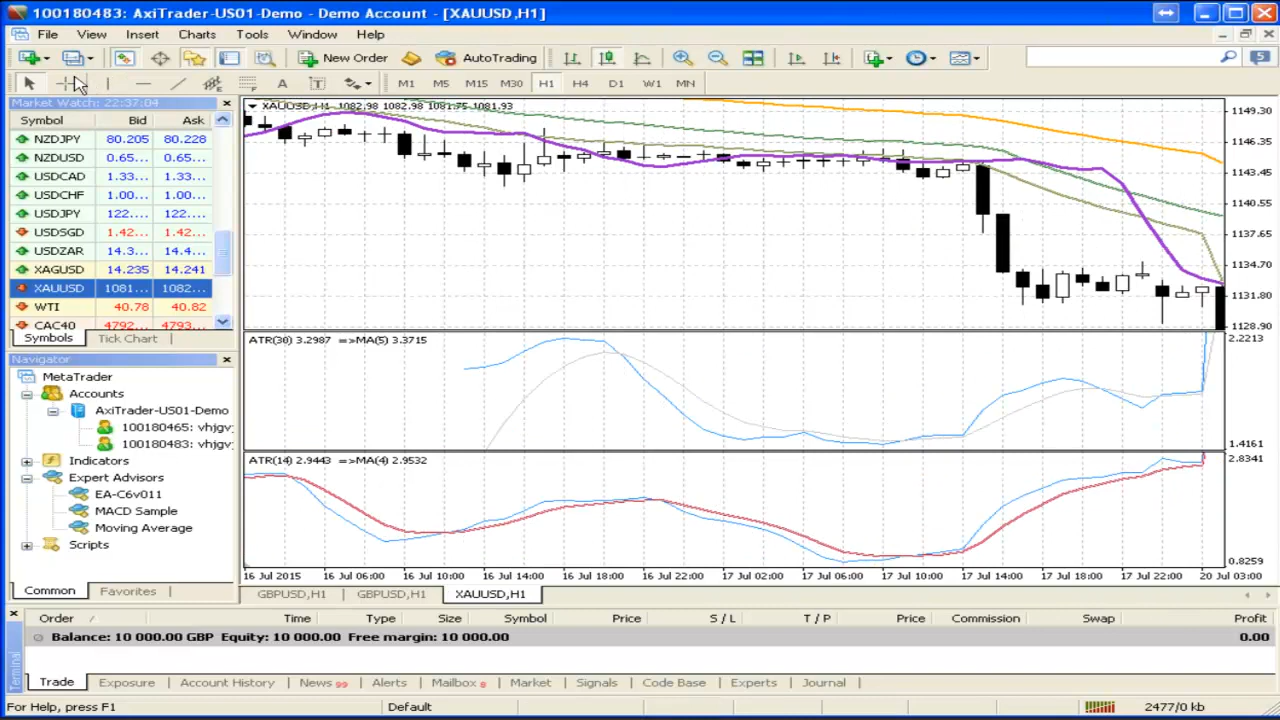 100180483: AxiTrader-US01-Demo - Demo Account - [XAUUSD,H1]
File View Insert Charts Tools Window Help
New Order AutoTrading 5
A T M1 M5 M15 M30 H1 H4 D1 W1 MN
Market Watch: 22:37:04
Symbol Bid Ask
NZDJPY 80.205 80.228
NZDUSD 0.65... 0.65...
USDCAD 1.33... 1.33...
USDCHF 1.00... 1.00...
USDJPY 122.... 122....
USDSGD 1.42... 1.42...
USDZAR 14.3... 14.4...
XAGUSD 14.235 14.241
XAUUSD 1081... 1082...
WTI 40.78 40.82
CAC40 4792... 4793...
Symbols Tick Chart
Navigator
MetaTrader
Accounts
AxiTrader-US01-Demo
100180465: vhjgv
100180483: vhjgv
Indicators
Expert Advisors
EA-C6v011
MACD Sample
Moving Average
Scripts
Common Favorites
XAUUSD,H1 1082.98 1082.98 1081.75 1081.93
1149.30
1146.35
1143.45
1140.55
1137.65
1134.70
1131.80
1128.90
ATR(30) 3.2987 =>MA(5) 3.3715
2.2213
1.4161
ATR(14) 2.9443 =>MA(4) 2.9532
2.8341
0.8259
16 Jul 2015 16 Jul 06:00 16 Jul 10:00 16 Jul 14:00 16 Jul 18:00 16 Jul 22:00 17 Jul 02:00 17 Jul 06:00 17 Jul 10:00 17 Jul 14:00 17 Jul 18:00 17 Jul 22:00 20 Jul 03:00
GBPUSD,H1 GBPUSD,H1 XAUUSD,H1
Order Time Type Size Symbol Price S / L T / P Price Commission Swap Profit
Balance: 10 000.00 GBP Equity: 10 000.00 Free margin: 10 000.00 0.00
Terminal
Trade Exposure Account History News 99 Alerts Mailbox 8 Market Signals Code Base Experts Journal
For Help, press F1 Default 2477/0 kb